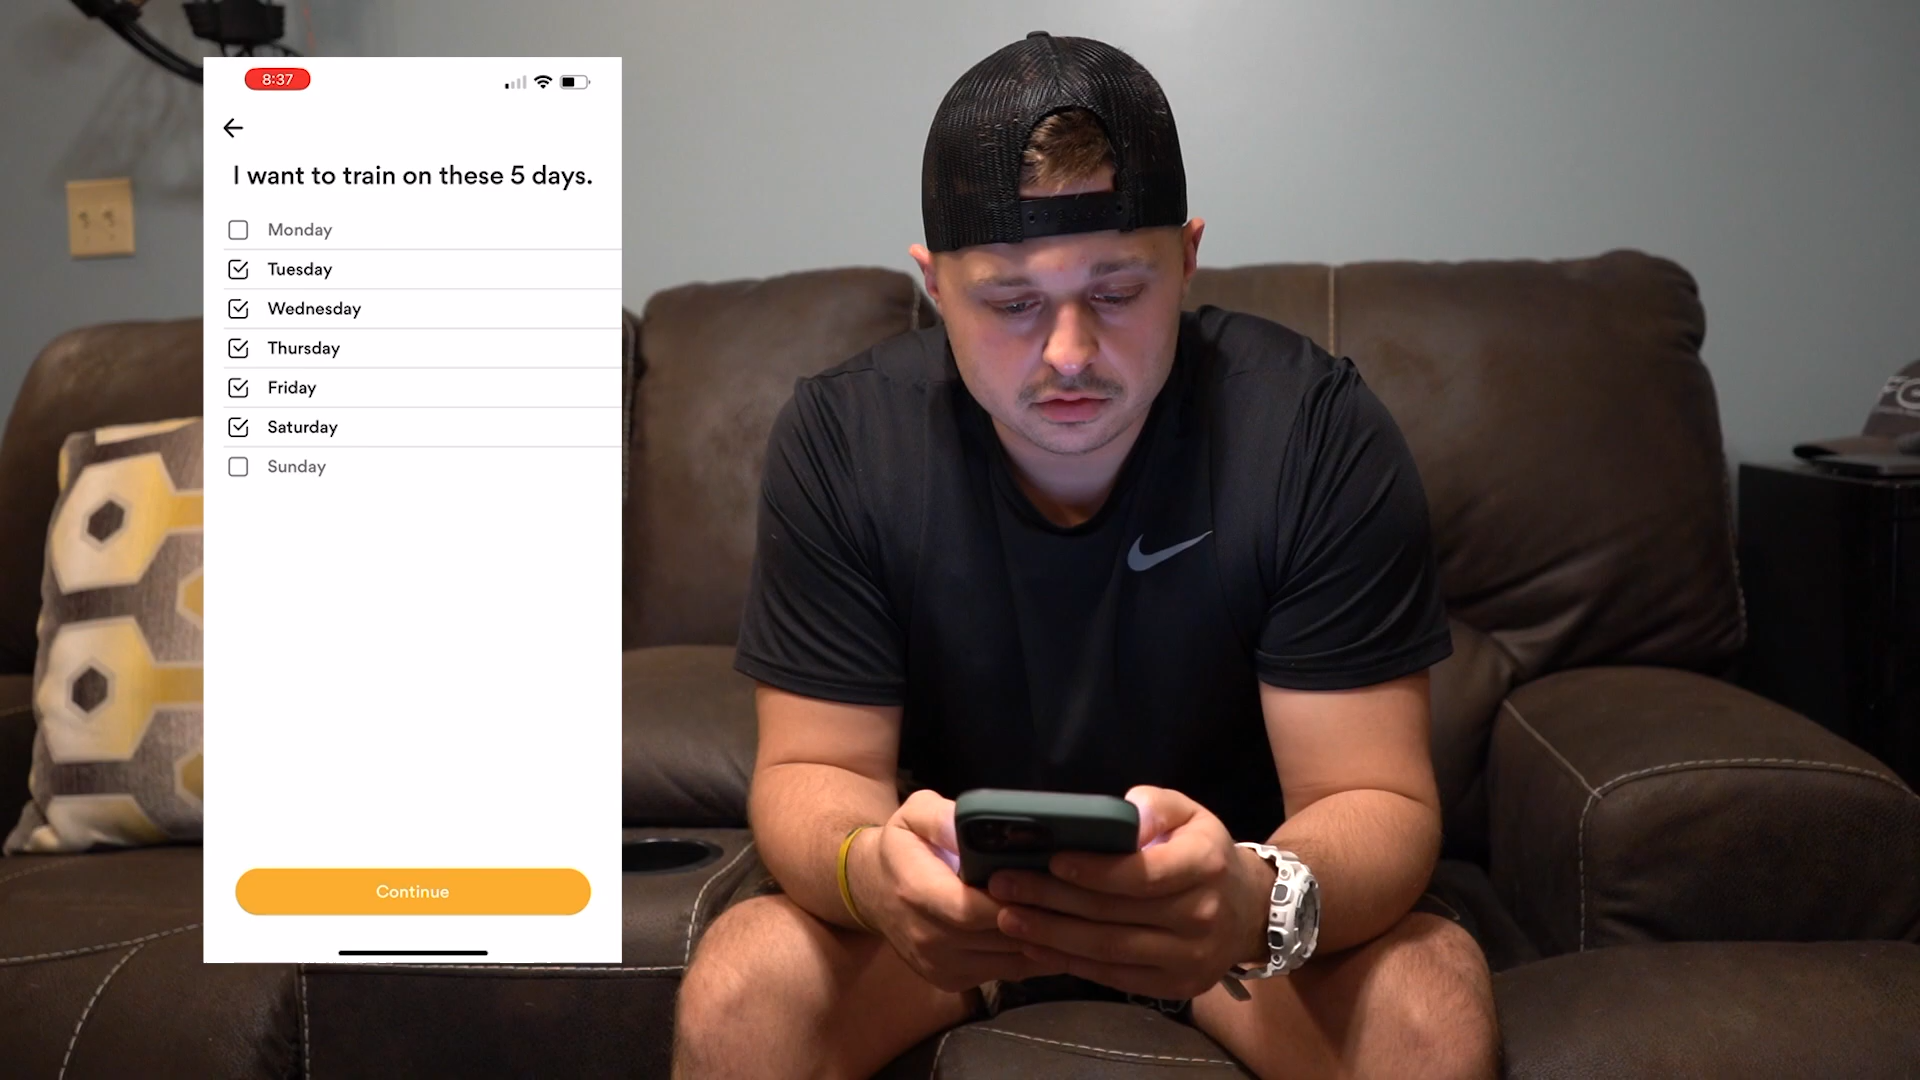 8:37
I want to train on these 5 days.
Monday
Tuesday
Wednesday
Thursday
Friday
Saturday
Sunday
Continue